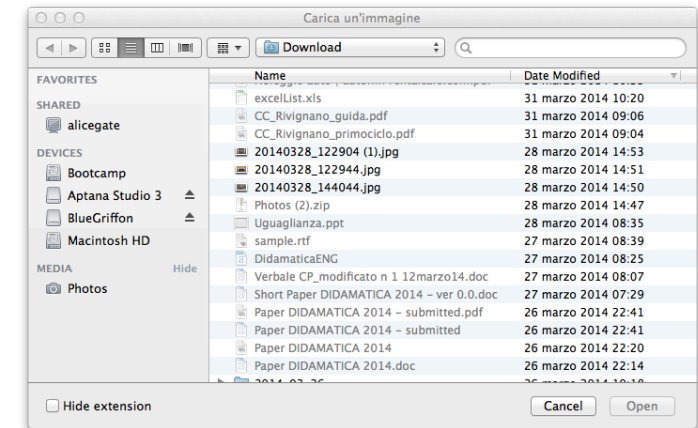 Carica un'immagine
Download
FAVORITES
SHARED
alicegate
DEVICES
Bootcamp
Aptana Studio 3
BlueGriffon
Macintosh HD
MEDIA Hide
Photos
Name Date Modified
excelList.xls 31 marzo 2014 10:20
CC_Rivignano_guida.pdf 31 marzo 2014 09:06
CC_Rivignano_primociclo.pdf 31 marzo 2014 09:04
20140328_122904 (1).jpg 28 marzo 2014 14:53
20140328_122944.jpg 28 marzo 2014 14:51
20140328_144044.jpg 28 marzo 2014 14:50
Photos (2).zip 28 marzo 2014 14:47
Uguaglianza.ppt 28 marzo 2014 08:35
sample.rtf 27 marzo 2014 08:39
DidamaticaENG 27 marzo 2014 08:25
Verbale CP_modificato n 1 12marzo14.doc 27 marzo 2014 08:07
Short Paper DIDAMATICA 2014 - ver 0.0.doc 27 marzo 2014 07:29
Paper DIDAMATICA 2014 - submitted.pdf 26 marzo 2014 22:41
Paper DIDAMATICA 2014 - submitted 26 marzo 2014 22:41
Paper DIDAMATICA 2014 26 marzo 2014 22:20
Paper DIDAMATICA 2014.doc 26 marzo 2014 22:14
Hide extension
Cancel Open